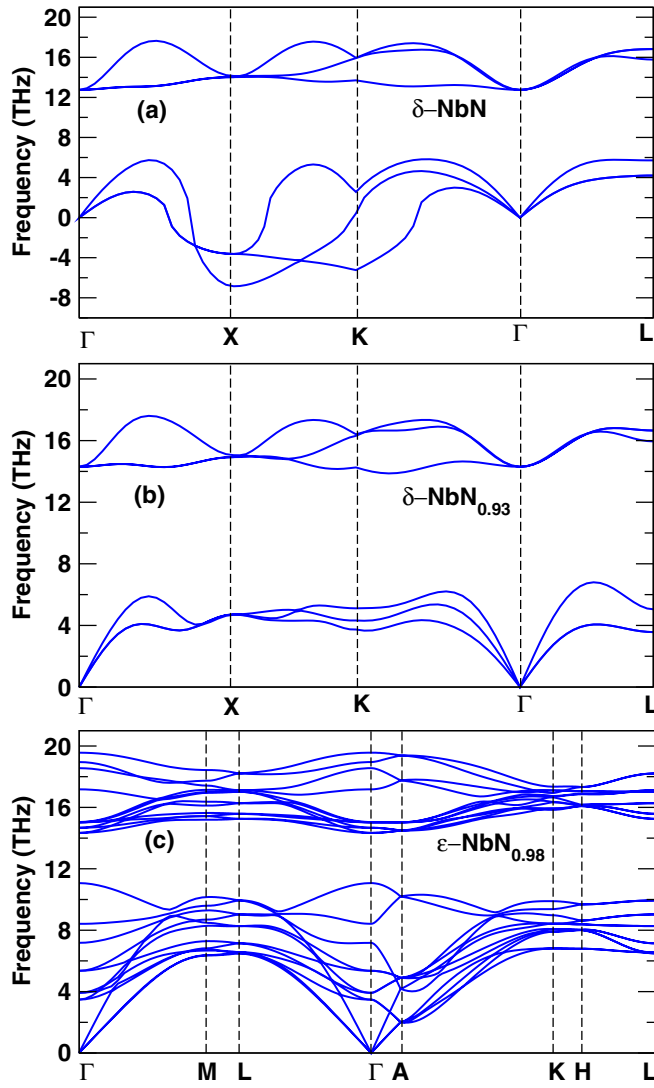 20
16
12
8
4
0
-4
-8
Frequency (THz)
(a)
δ−NbN
Γ
X
K
Γ
L
20
16
12
8
4
0
Frequency (THz)
(b)
δ−NbN0.93
Γ
X
K
Γ
L
20
16
12
8
4
0
Frequency (THz)
(c)
ε−NbN0.98
Γ
M
L
Γ
A
K
H
L